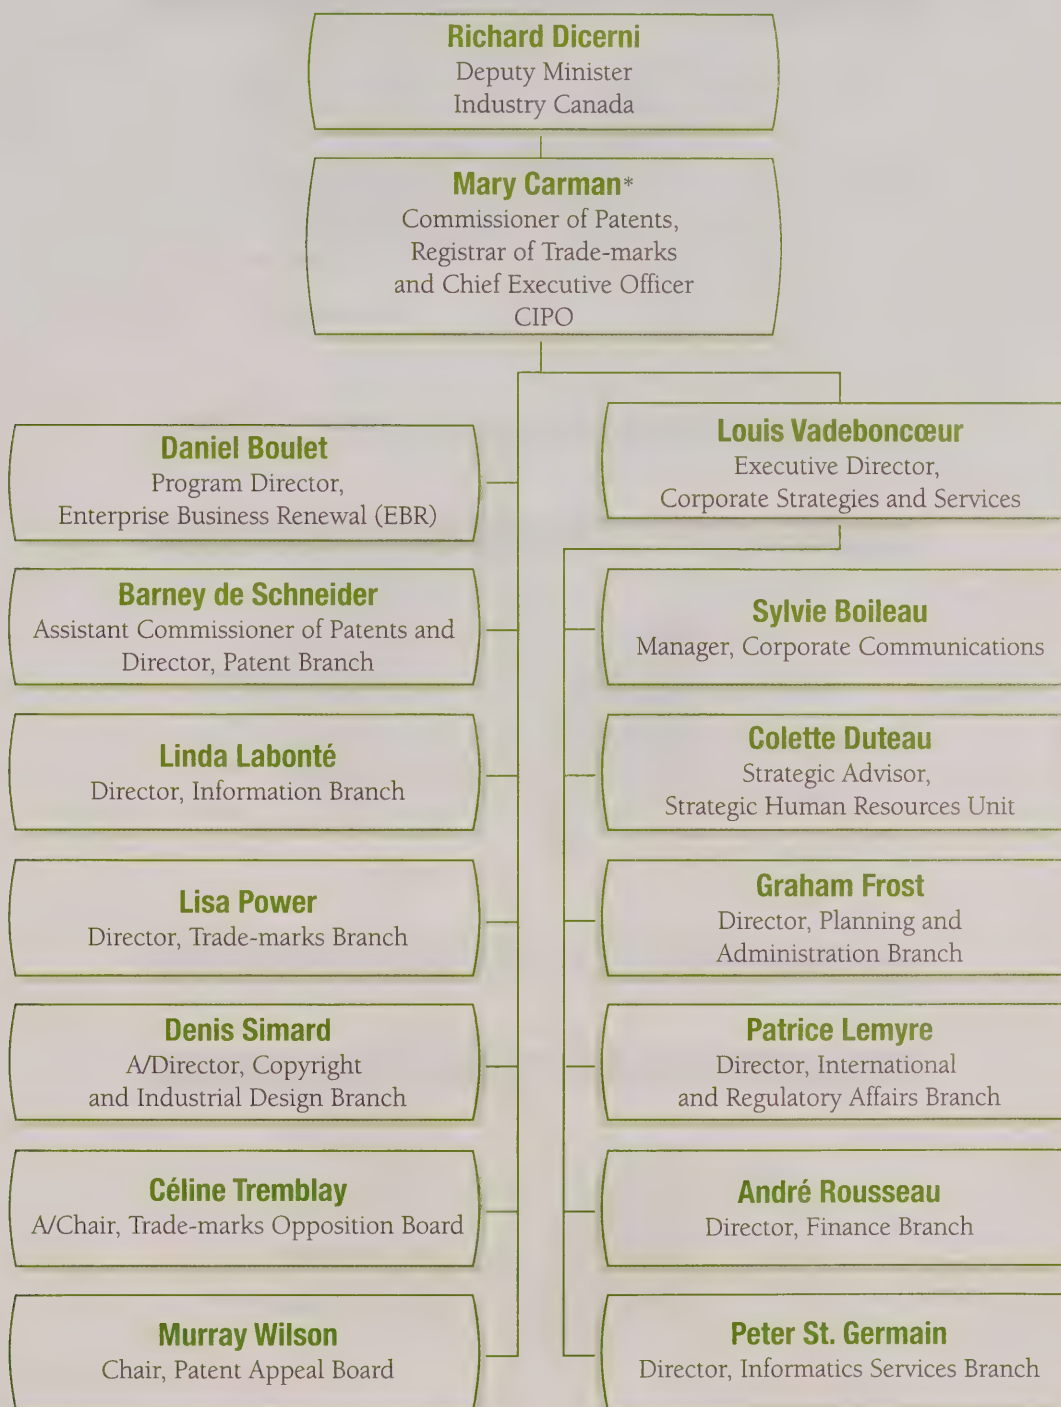 Richard Dicerni
Deputy Minister
Industry Canada
Mary Carman*
Commissioner of Patents,
Registrar of Trade-marks
and Chief Executive Officer
CIPO
Daniel Boulet
Program Director,
Enterprise Business Renewal (EBR)
Barney de Schneider
Assistant Commissioner of Patents and
Director, Patent Branch
Linda Labonté
Director, Information Branch
Lisa Power
Director, Trade-marks Branch
Denis Simard
A/Director, Copyright
and Industrial Design Branch
Céline Tremblay
A/Chair, Trade-marks Opposition Board
Murray Wilson
Chair, Patent Appeal Board
Louis Vadeboncœur
Executive Director,
Corporate Strategies and Services
Sylvie Boileau
Manager, Corporate Communications
Colette Duteau
Strategic Advisor,
Strategic Human Resources Unit
Graham Frost
Director, Planning and
Administration Branch
Patrice Lemyre
Director, International
and Regulatory Affairs Branch
André Rousseau
Director, Finance Branch
Peter St. Germain
Director, Informatics Services Branch